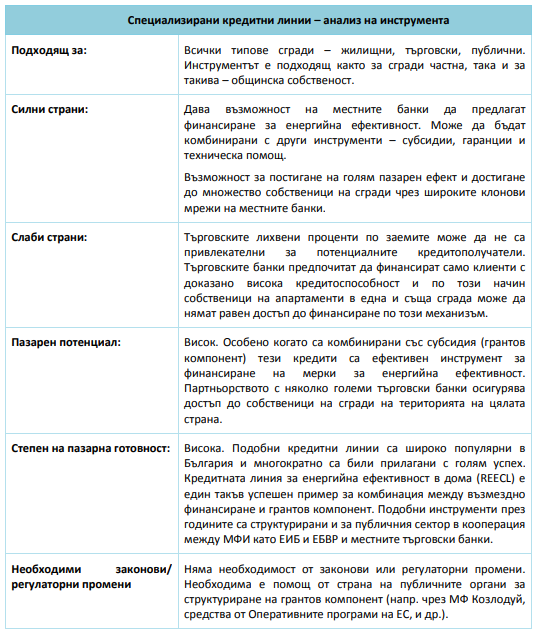 Специализирани кредитни линии – анализ на инструмента
Подходящ за:
Всички типове сгради – жилищни, търговски, публични.
Инструментът е подходящ както за сгради частна, така и за
такива – общинска собственост.
Силни страни:
Дава възможност на местните банки да предлагат
финансиране за енергийна ефективност. Може да бъдат
комбинирани с други инструменти – субсидии, гаранции и
техническа помощ.
Възможност за постигане на голям пазарен ефект и достигане
до множество собственици на сгради чрез широките клонови
мрежи на местните банки.
Слаби страни:
Търговските лихвени проценти по заемите може да не са
привлекателни за потенциалните кредитополучатели.
Търговските банки предпочитат да финансират само клиенти с
доказано висока кредитоспособност и по този начин
собственици на апартаменти в една и съща сграда може да
нямат равен достъп до финансиране по този механизъм.
Пазарен потенциал:
Висок. Особено когато са комбинирани със субсидия (грантов
компонент) тези кредити са ефективен инструмент за
финансиране на мерки за енергийна ефективност.
Партньорството с няколко големи търговски банки осигурява
достъп до собственици на сгради на територията на цялата
страна.
Степен на пазарна готовност:
Висока. Подобни кредитни линии са широко популярни в
България и многократно са били прилагани с голям успех.
Кредитната линия за енергийна ефективност в дома (REECL) е
един такъв успешен пример за комбинация между възмездно
финансиране и грантов компонент. Подобни инструменти през
годините са структурирани и за публичния сектор в кооперация
между МФИ като ЕИБ и ЕБВР и местните търговски банки.
Необходими законови/
регулаторни промени
Няма необходимост от законови или регулаторни промени.
Необходима е помощ от страна на публичните органи за
структуриране на грантов компонент (напр. чрез МФ Козлодуй,
средства от Оперативните програми на ЕС, и др.).